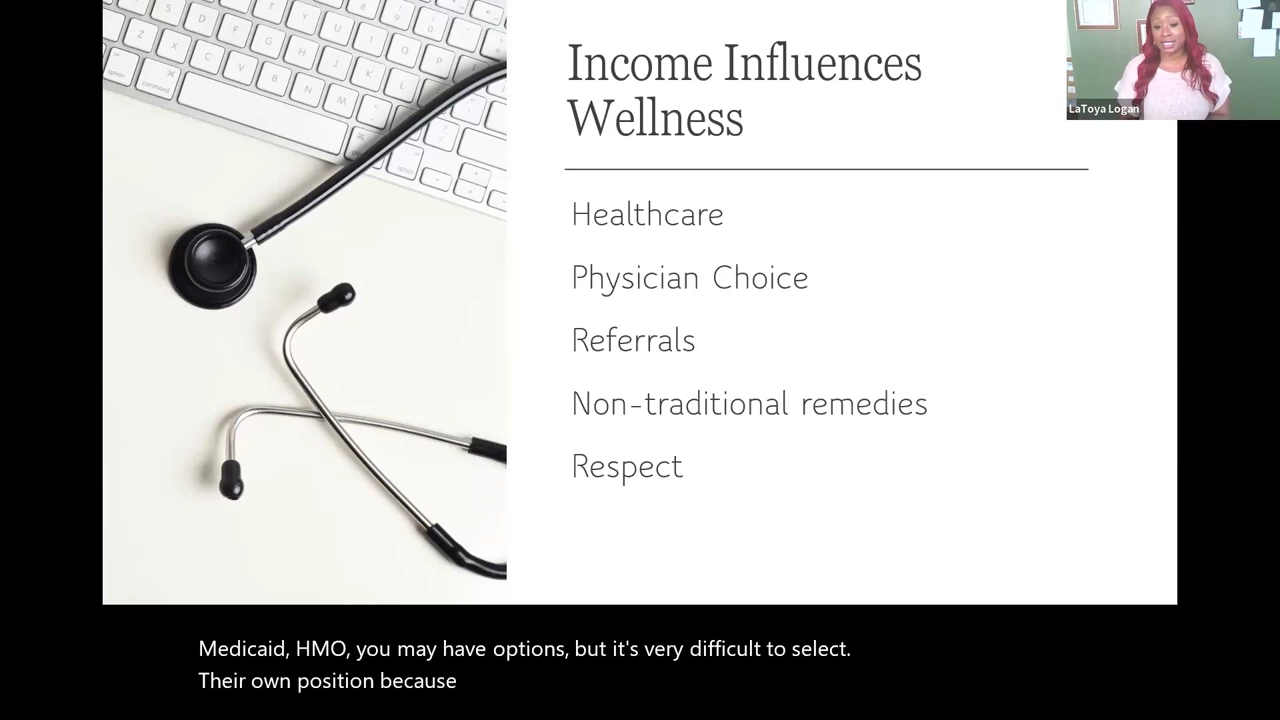 Income Influences
Wellness
LaToya Logan
Healthcare
Physician Choice
Referrals
Non-traditional remedies
Respect
Medicaid, HMO, you may have options, but it's very difficult to select.
Their own position because